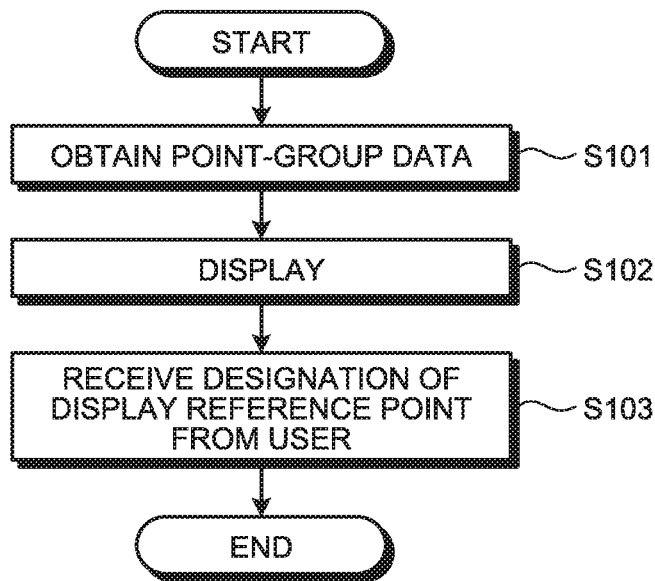 START
OBTAIN POINT-GROUP DATA
S101
DISPLAY
S102
RECEIVE DESIGNATION OF
DISPLAY REFERENCE POINT
FROM USER
S103
END